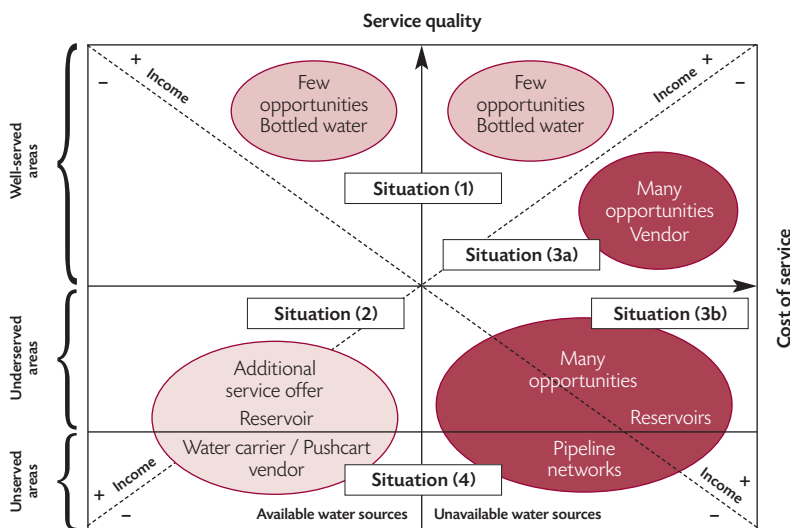 Service quality
+
Income
–
Few
opportunities
Bottled water
Few
opportunities
Bottled water
+
Income
–
Well-served
areas
Situation (1)
Many
opportunities
Vendor
Situation (3a)
Cost of service
Situation (2)
Situation (3b)
Underserved
areas
Additional
service offer
Reservoir
Many
opportunities
Reservoirs
Unserved
areas
Water carrier / Pushcart
vendor
Pipeline
networks
Situation (4)
+
Income
–
Income
+
–
Available water sources
Unavailable water sources